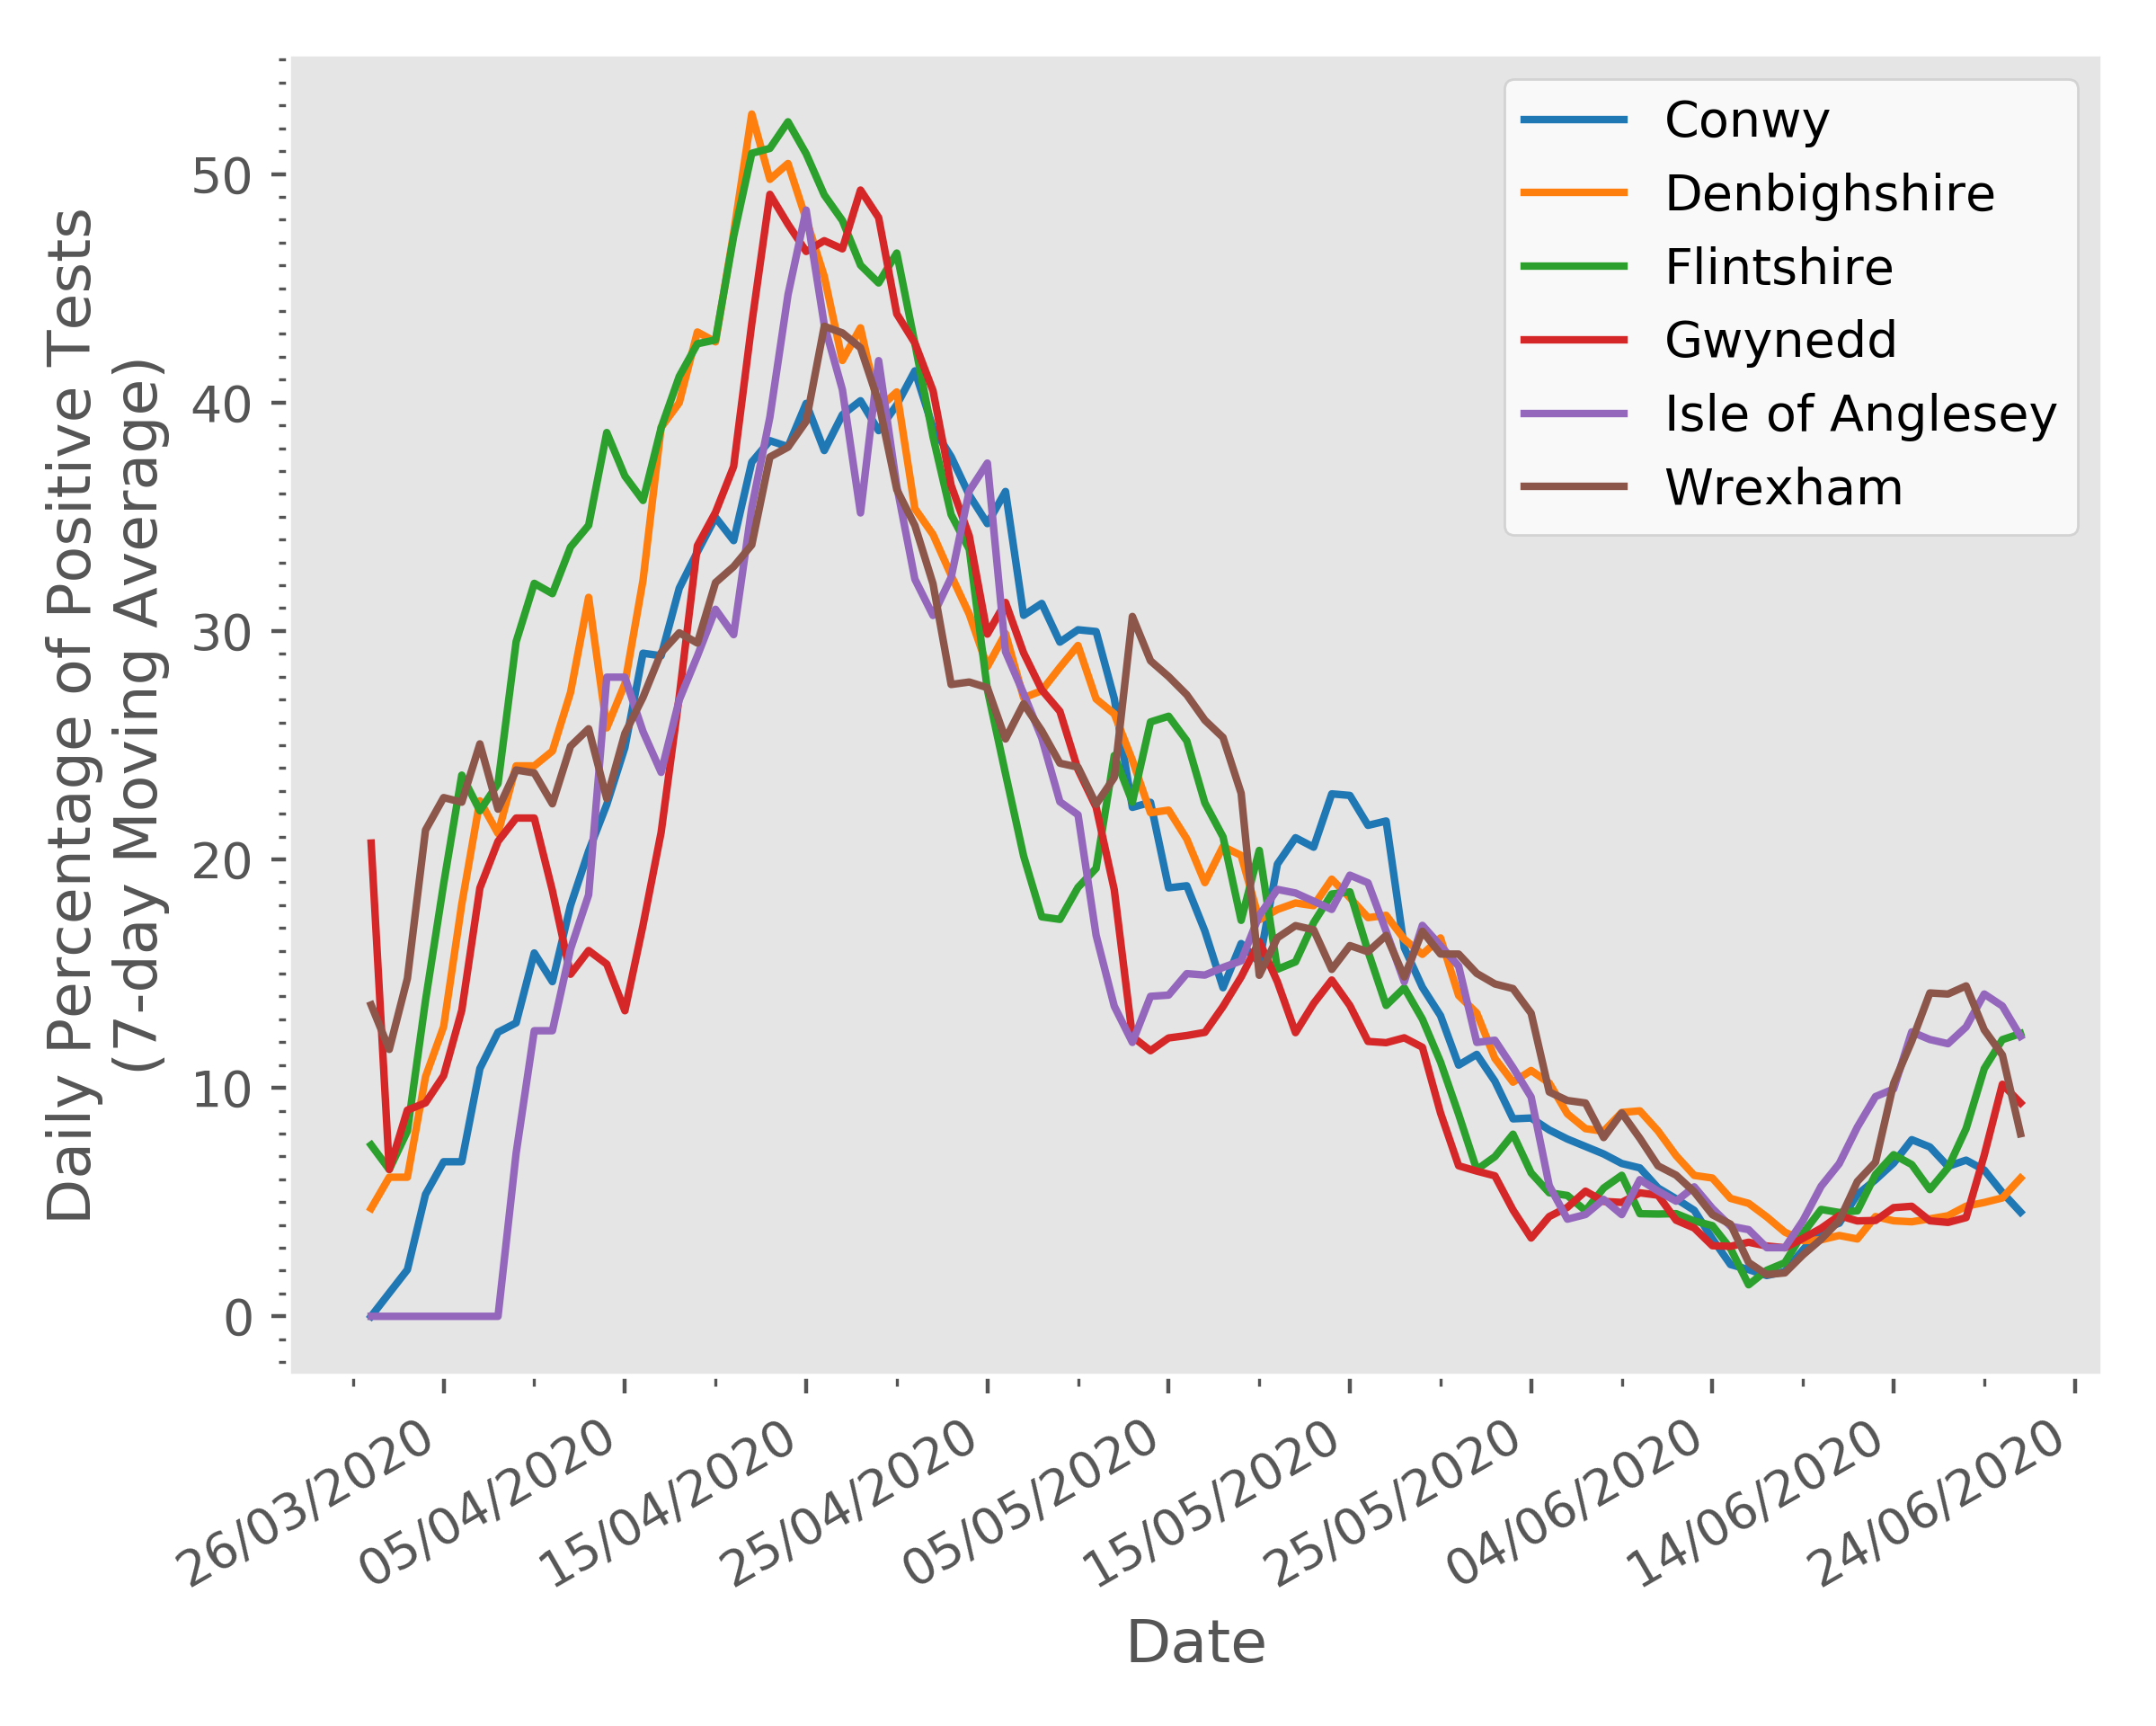 Daily Percentage of Positive Tests
(7-day Moving Average)
50
40
30
20
10
0
Conwy
Denbighshire
Flintshire
Gwynedd
Isle of Anglesey
Wrexham
26/03/2020
05/04/2020
15/04/2020
25/04/2020
05/05/2020
15/05/2020
25/05/2020
04/06/2020
14/06/2020
24/06/2020
Date